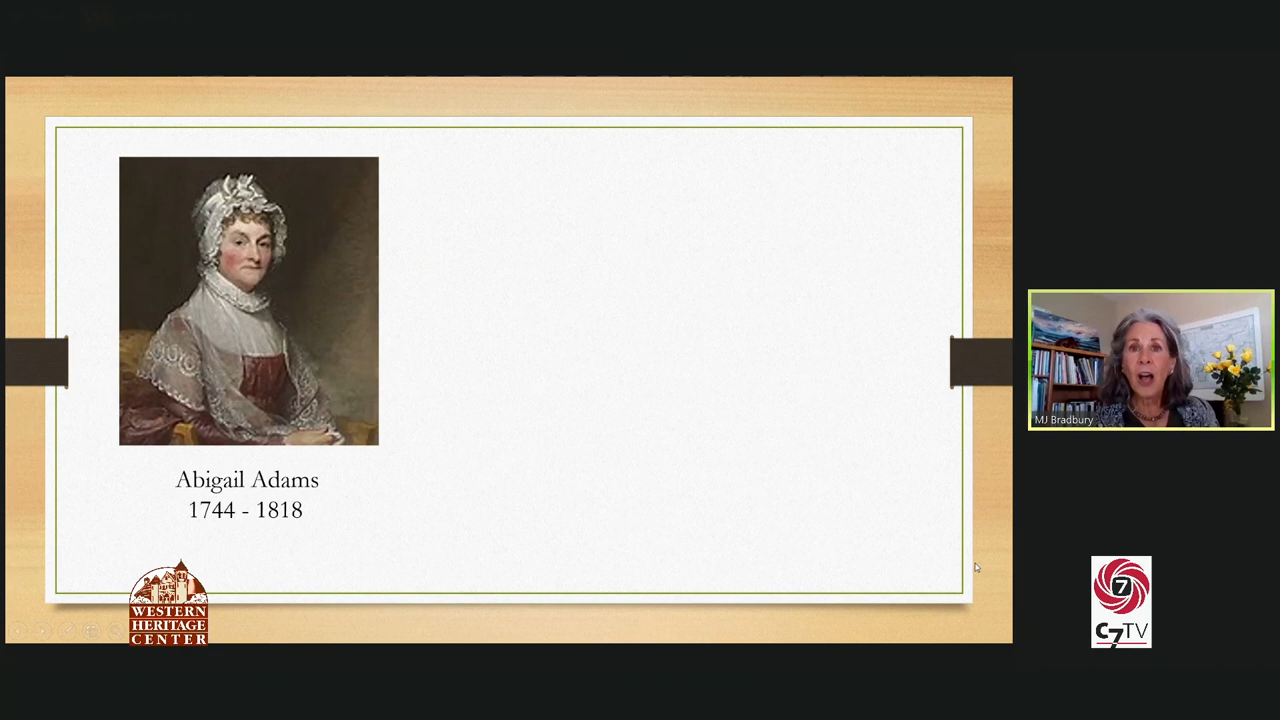 Abigail Adams
1744 - 1818
WESTERN
HERITAGE
CENTER
MJ Bradbury
7
C7TV